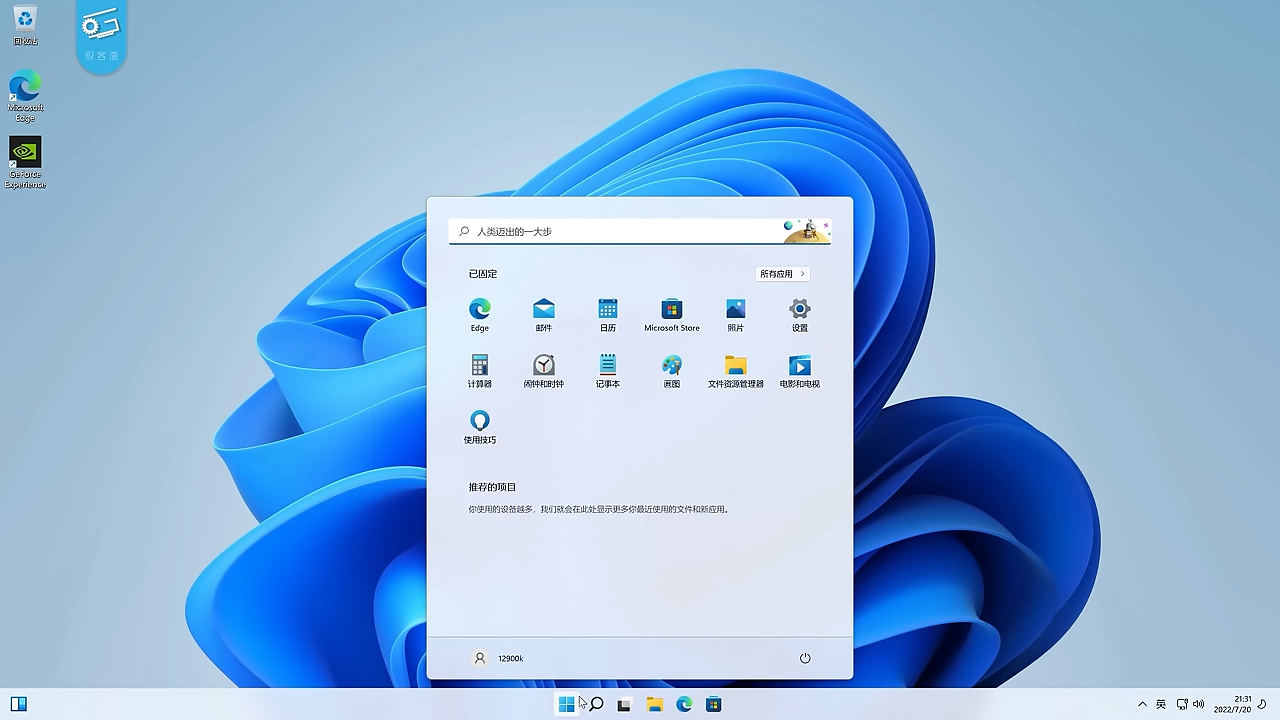 回收站
极客湾
Microsoft
Edge
GeForce
Experience
人类迈出的一大步
已固定
所有应用
Edge
邮件
日历
Microsoft Store
照片
设置
计算器
闹钟和时钟
记事本
画图
文件资源管理器
电影和电视
使用技巧
推荐的项目
你使用的设备越多，我们就会在此处显示更多你最近使用的文件和新应用。
12900k
英
21:31
2022/7/20